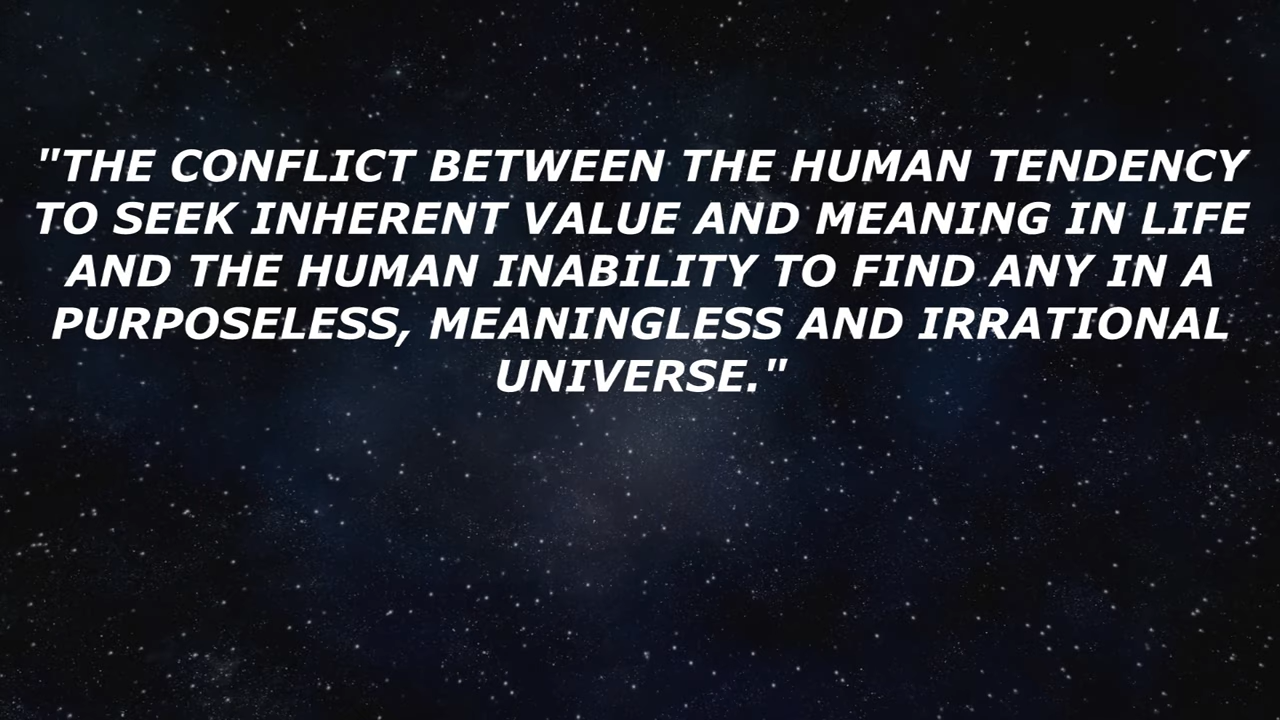 "THE CONFLICT BETWEEN THE HUMAN TENDENCY
TO SEEK INHERENT VALUE AND MEANING IN LIFE
AND THE HUMAN INABILITY TO FIND ANY IN A
PURPOSELESS, MEANINGLESS AND IRRATIONAL
UNIVERSE."